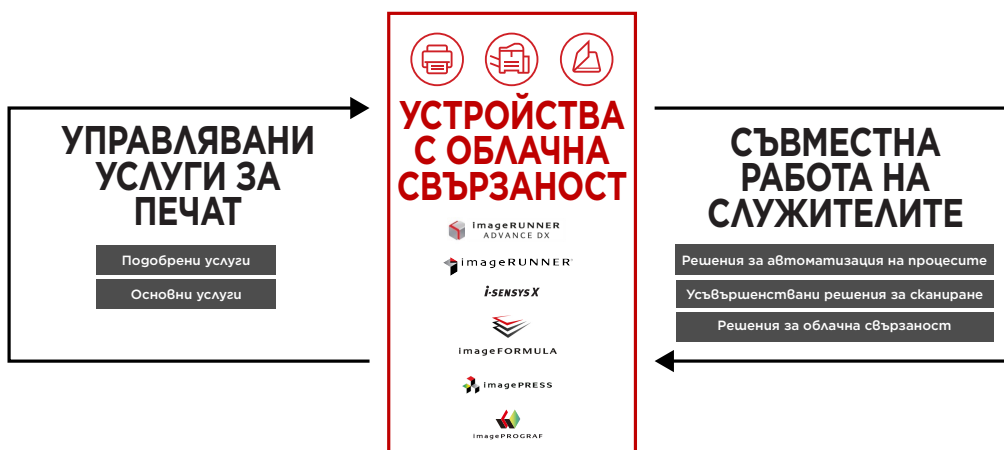 УПРАВЛЯВАНИ
УСЛУГИ ЗА
ПЕЧАТ
Подобрени услуги
Основни услуги
УСТРОЙСТВА
С ОБЛАЧНА
СВЪРЗАНОСТ
imageRUNNER
ADVANCE DX
imageRUNNER
i-SENSYS X
imageFORMULA
imagePRESS
imagePROGRAF
СЪВМЕСТНА
РАБОТА НА
СЛУЖИТЕЛИТЕ
Решения за автоматизация на процесите
Усъвършенствани решения за сканиране
Решения за облачна свързаност